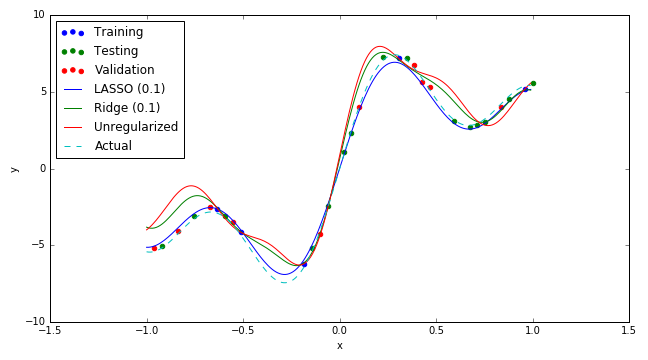 10
5
0
−5
−10
y
Training
Testing
Validation
LASSO (0.1)
Ridge (0.1)
Unregularized
Actual
−1.5
−1.0
−0.5
0.0
0.5
1.0
1.5
x